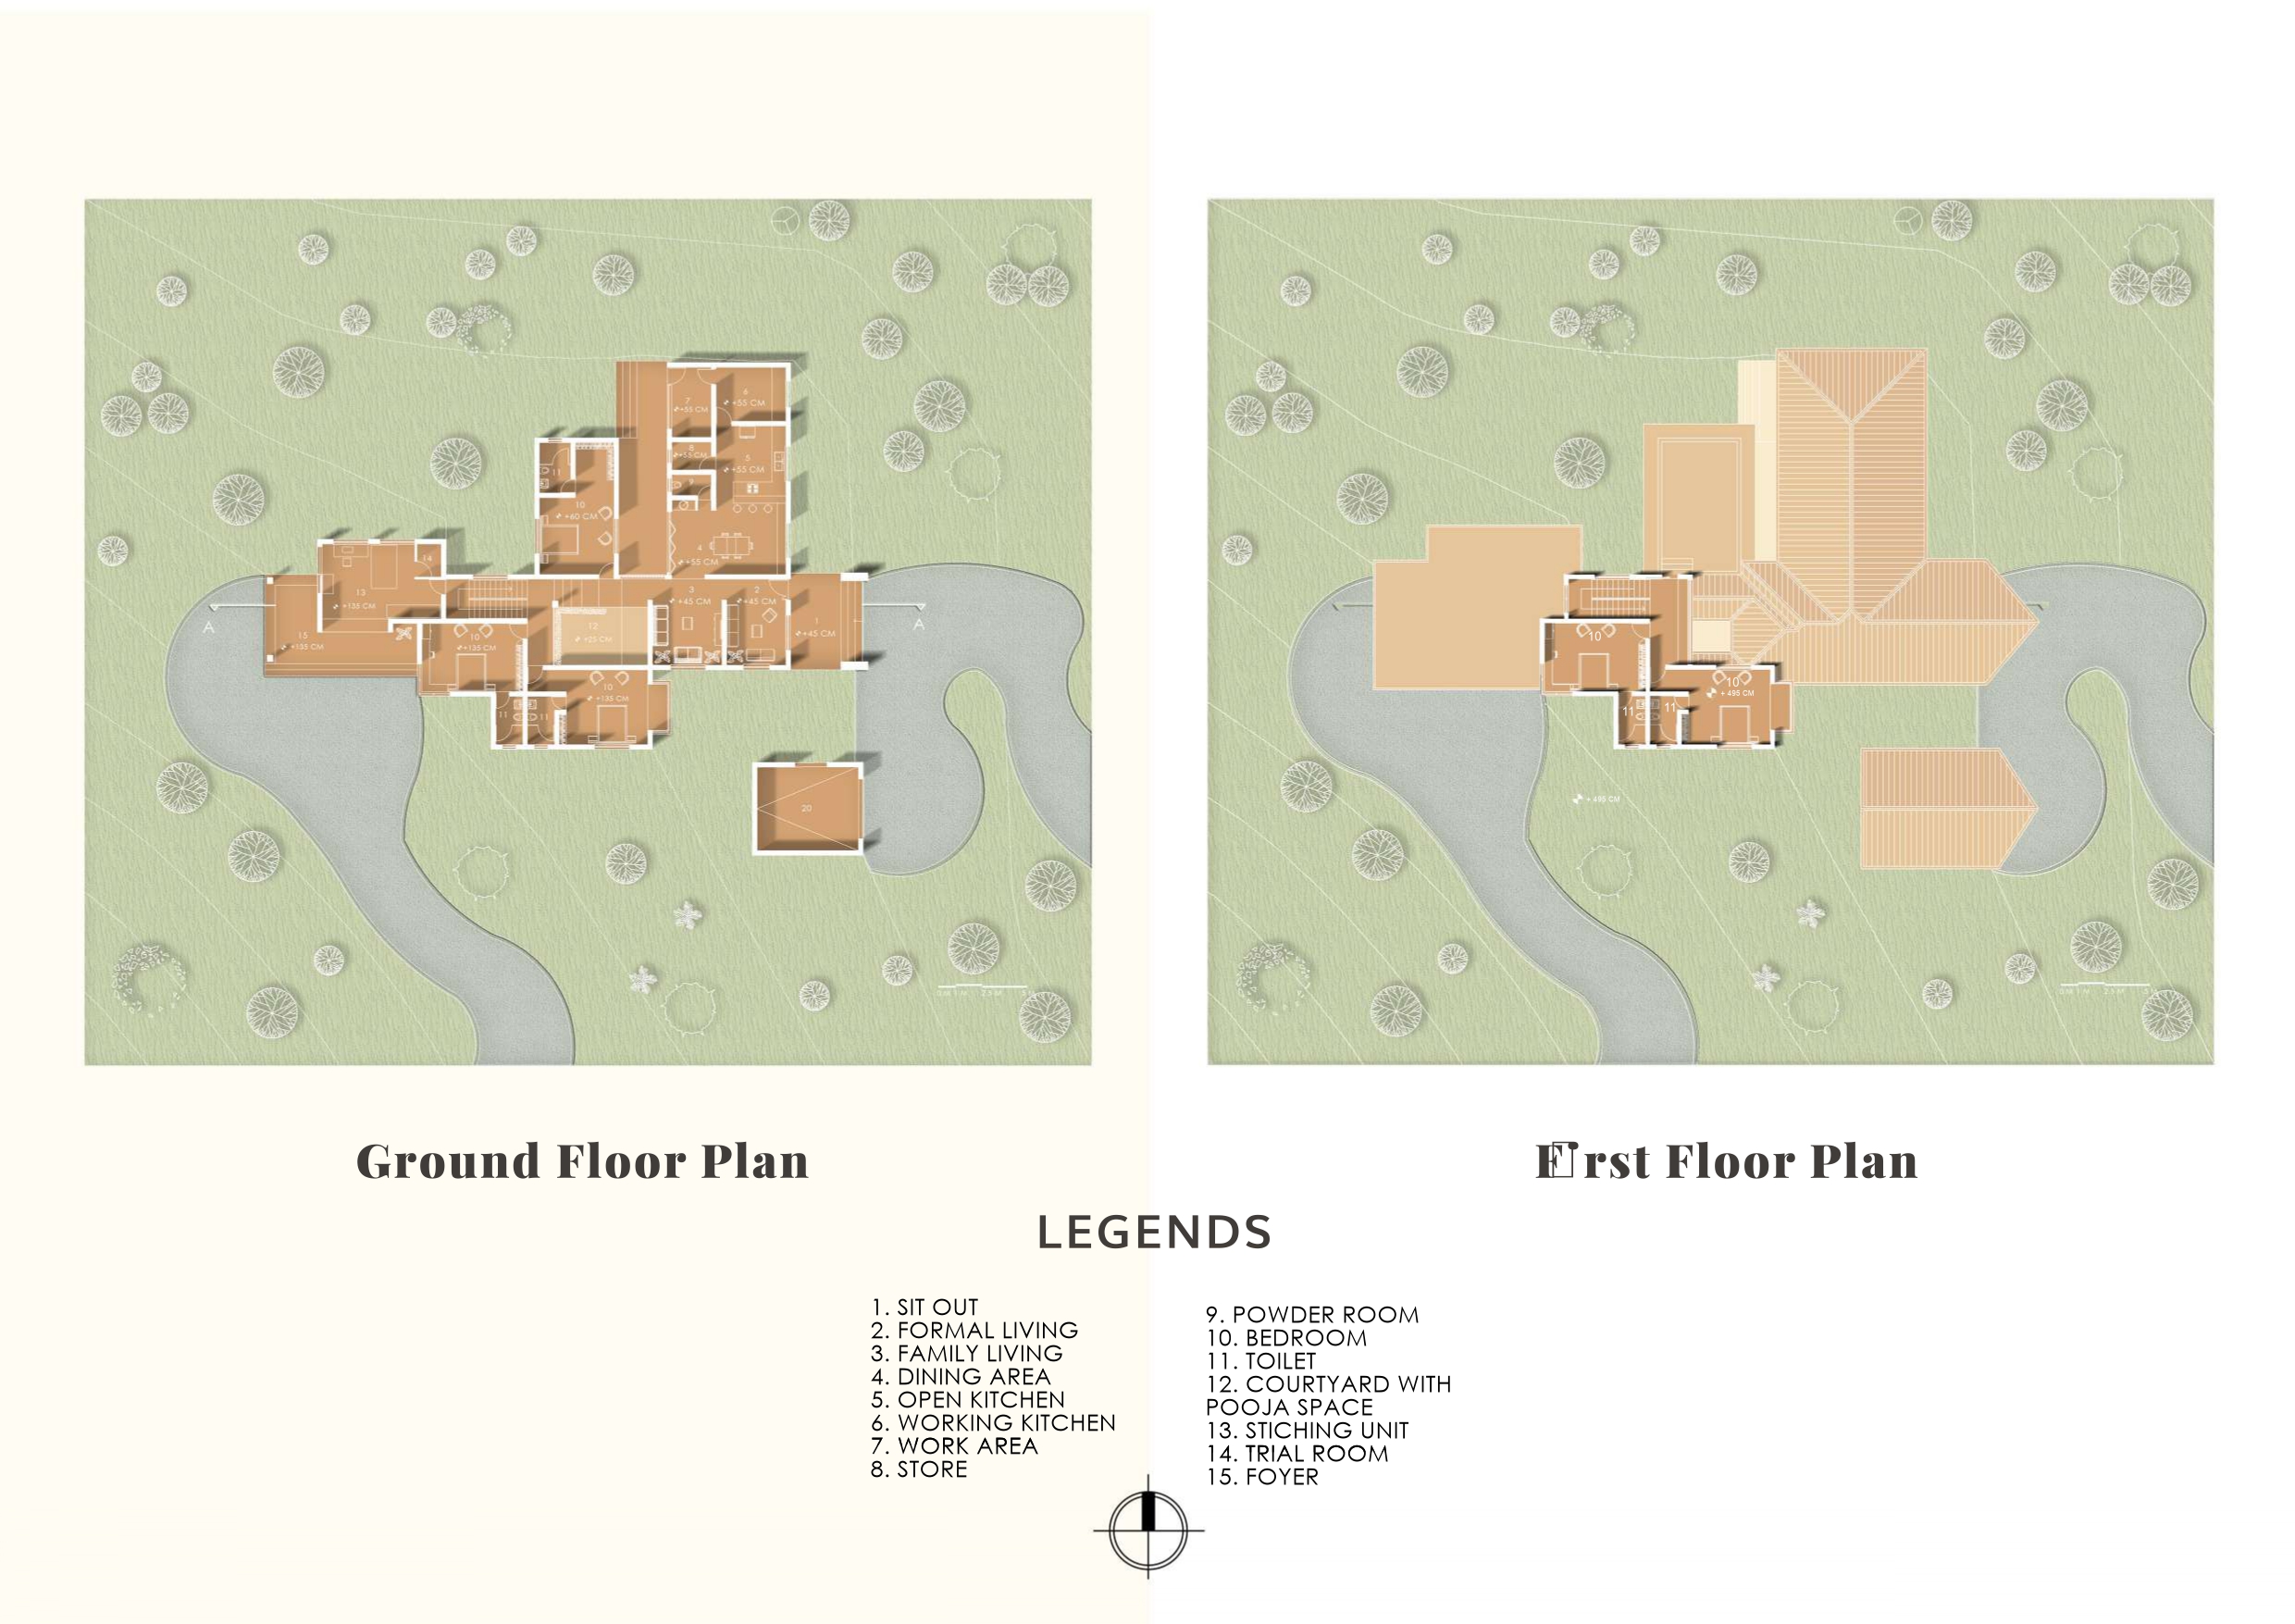 7
+55 CM
6
+55 CM
8
+55 CM
5
+55 CM
11
10
+60 CM
4
+55 CM
14
13
+135 CM
15
+135 CM
10
+135 CM
12
+25 CM
3
+45 CM
2
+45 CM
1
+45 CM
A
A
10
+135 CM
11
11
20
10
10
+ 495 CM
11
11
+ 495 CM
Ground Floor Plan
First Floor Plan
LEGENDS
1. SIT OUT
2. FORMAL LIVING
3. FAMILY LIVING
4. DINING AREA
5. OPEN KITCHEN
6. WORKING KITCHEN
7. WORK AREA
8. STORE
9. POWDER ROOM
10. BEDROOM
11. TOILET
12. COURTYARD WITH
POOJA SPACE
13. STICHING UNIT
14. TRIAL ROOM
15. FOYER